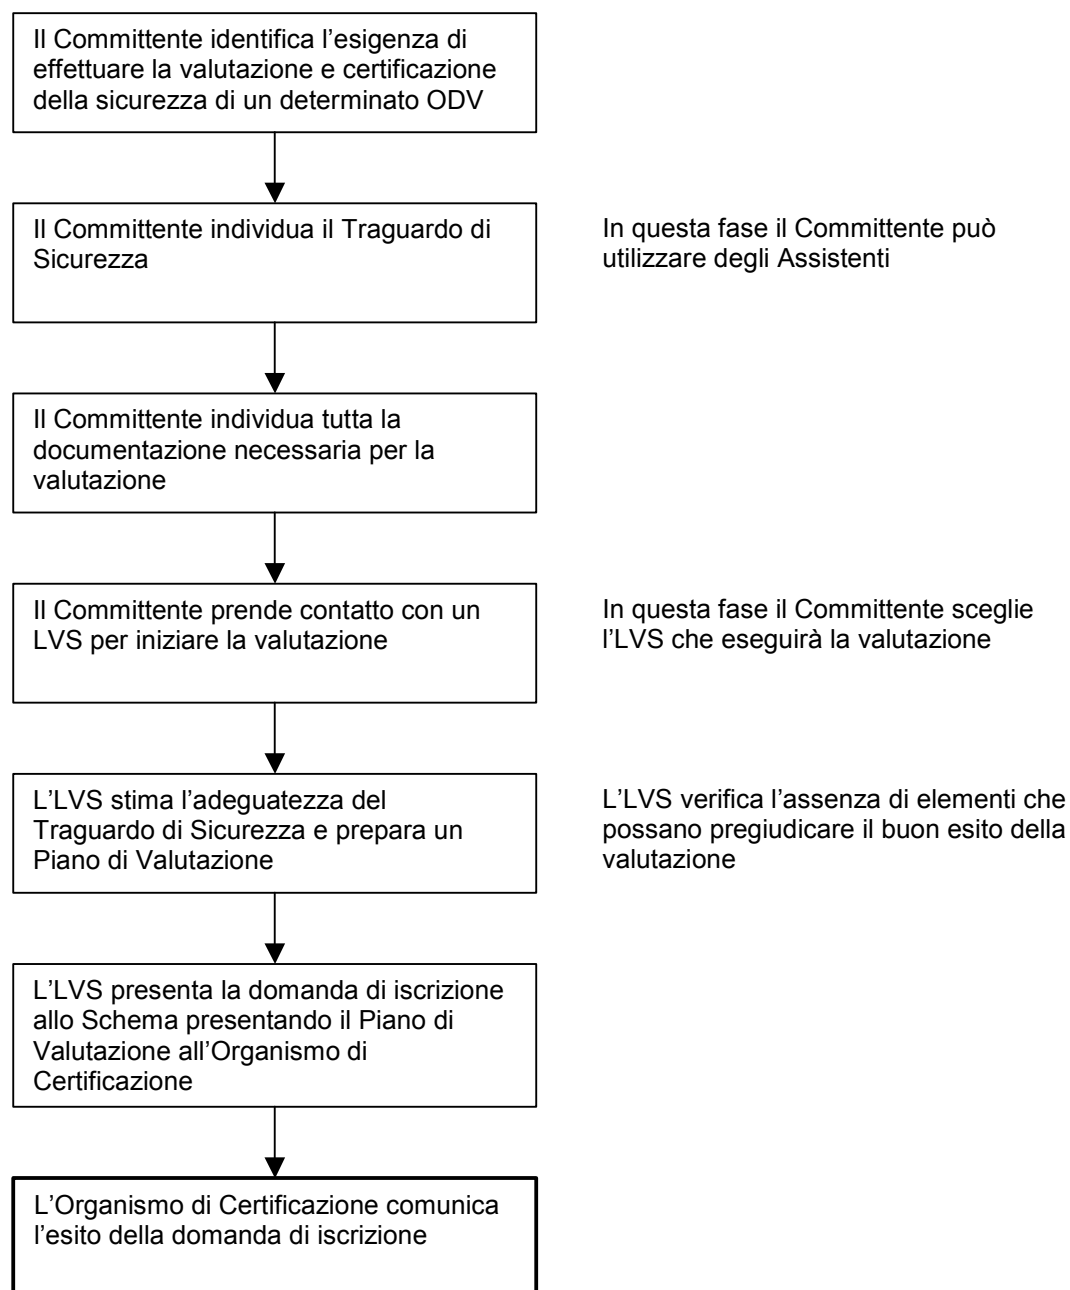 Il Committente identifica l’esigenza di
effettuare la valutazione e certificazione
della sicurezza di un determinato ODV
Il Committente individua il Traguardo di
Sicurezza
In questa fase il Committente può
utilizzare degli Assistenti
Il Committente individua tutta la
documentazione necessaria per la
valutazione
Il Committente prende contatto con un
LVS per iniziare la valutazione
In questa fase il Committente sceglie
l’LVS che eseguirà la valutazione
L’LVS stima l’adeguatezza del
Traguardo di Sicurezza e prepara un
Piano di Valutazione
L’LVS verifica l’assenza di elementi che
possano pregiudicare il buon esito della
valutazione
L’LVS presenta la domanda di iscrizione
allo Schema presentando il Piano di
Valutazione all’Organismo di
Certificazione
L’Organismo di Certificazione comunica
l’esito della domanda di iscrizione